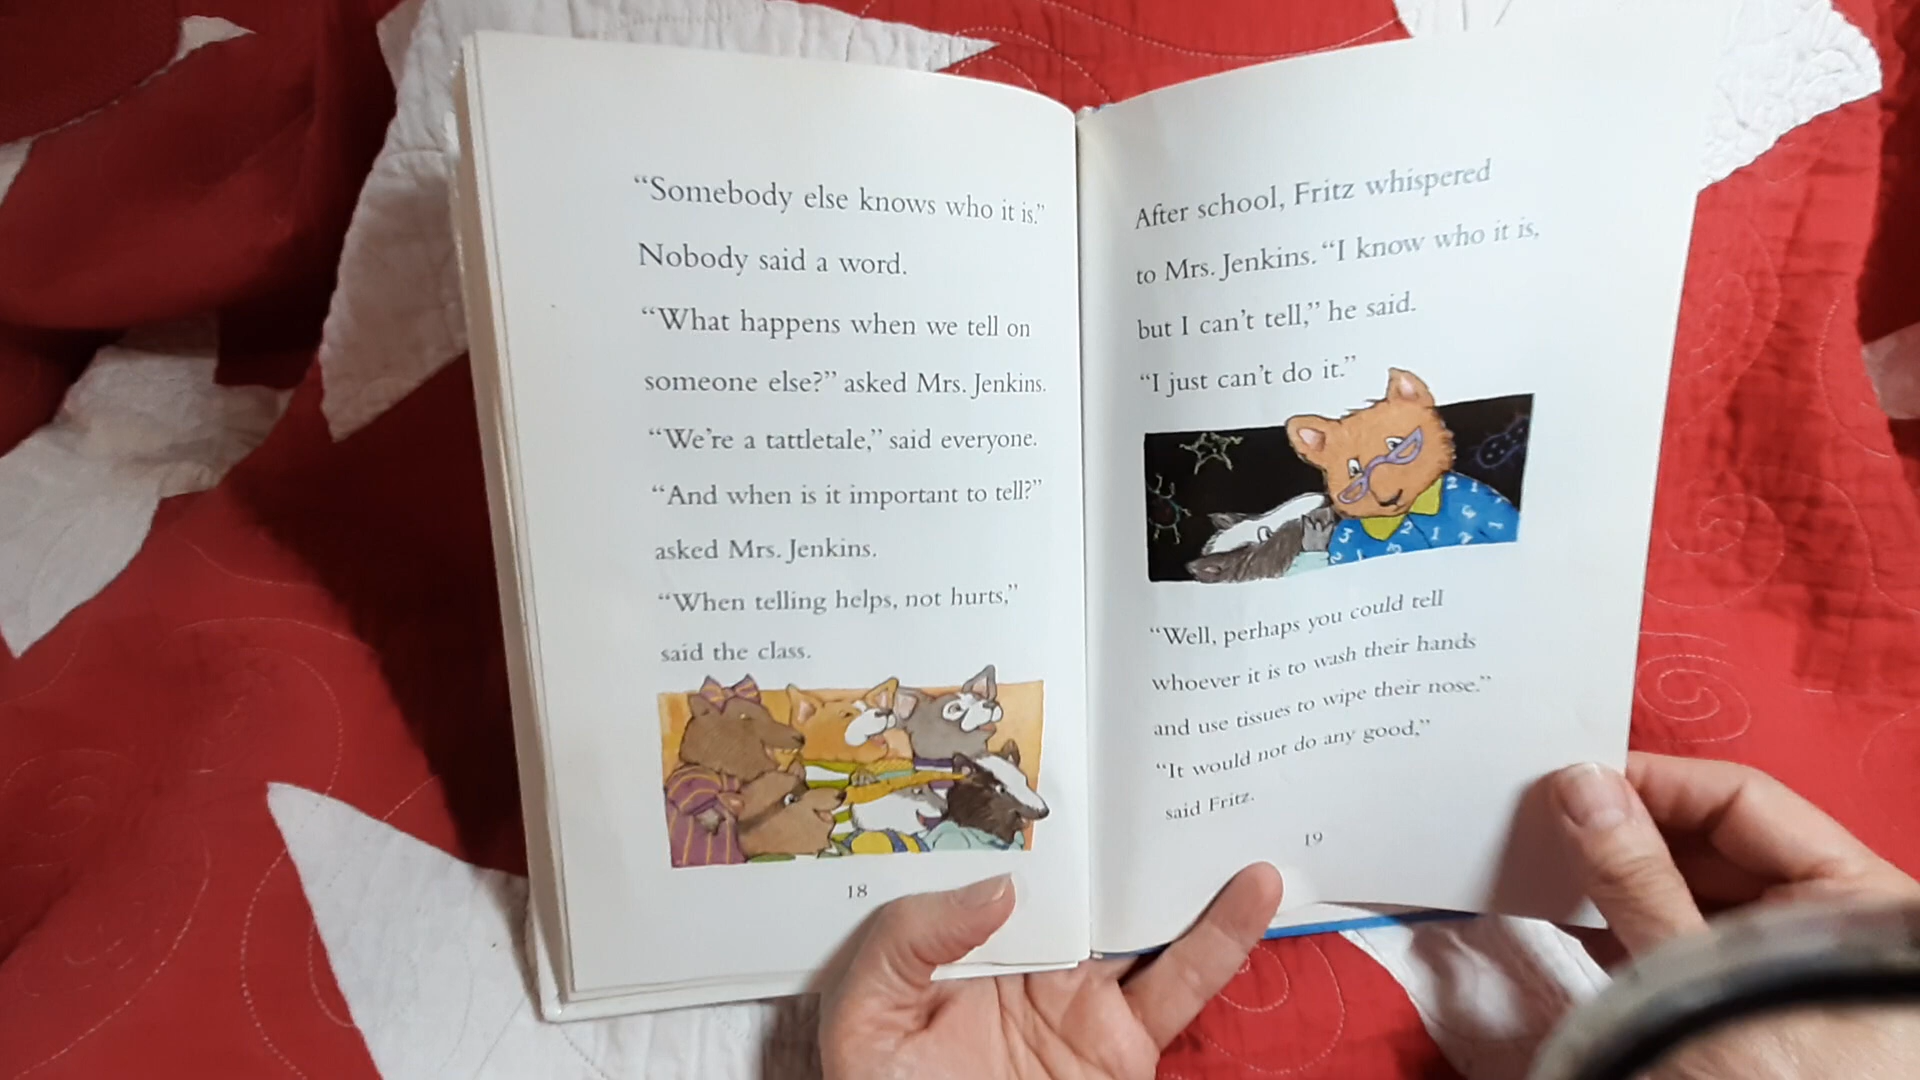 “Somebody else knows who it is.”
Nobody said a word.
“What happens when we tell on
someone else?” asked Mrs. Jenkins.
“We’re a tattletale,” said everyone.
“And when is it important to tell?”
asked Mrs. Jenkins.
“When telling helps, not hurts,”
said the class.
18
After school, Fritz whispered
to Mrs. Jenkins. “I know who it is,
but I can’t tell,” he said.
“I just can’t do it.”
“Well, perhaps you could tell
whoever it is to wash their hands
and use tissues to wipe their nose.”
“It would not do any good,”
said Fritz.
19